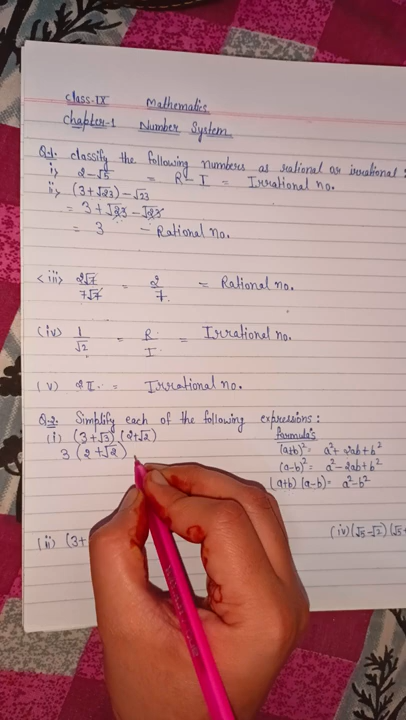 Class-IX Mathematics
Chapter-1 Number System
Q.1. Classify the following numbers as rational or irrational :
i) 2-√5 = R-I = Irrational no.
ii) (3+√23)-√23
= 3+√23-√23
= 3 - Rational no.
(iii) 2√7/7√7 = 2/7. = Rational no.
(iv) 1/√2 = R/I = Irrational no.
(v) 2π = Irrational no.
Q.2. Simplify each of the following expressions :
(i) (3+√3) (2+√2)
3 (2+√2)
formula's
(a+b)² = a²+2ab+b²
(a-b)² = a²-2ab+b²
(a+b) (a-b) = a²-b²
(ii) (3+
(iv) (√5-√2) (√5+